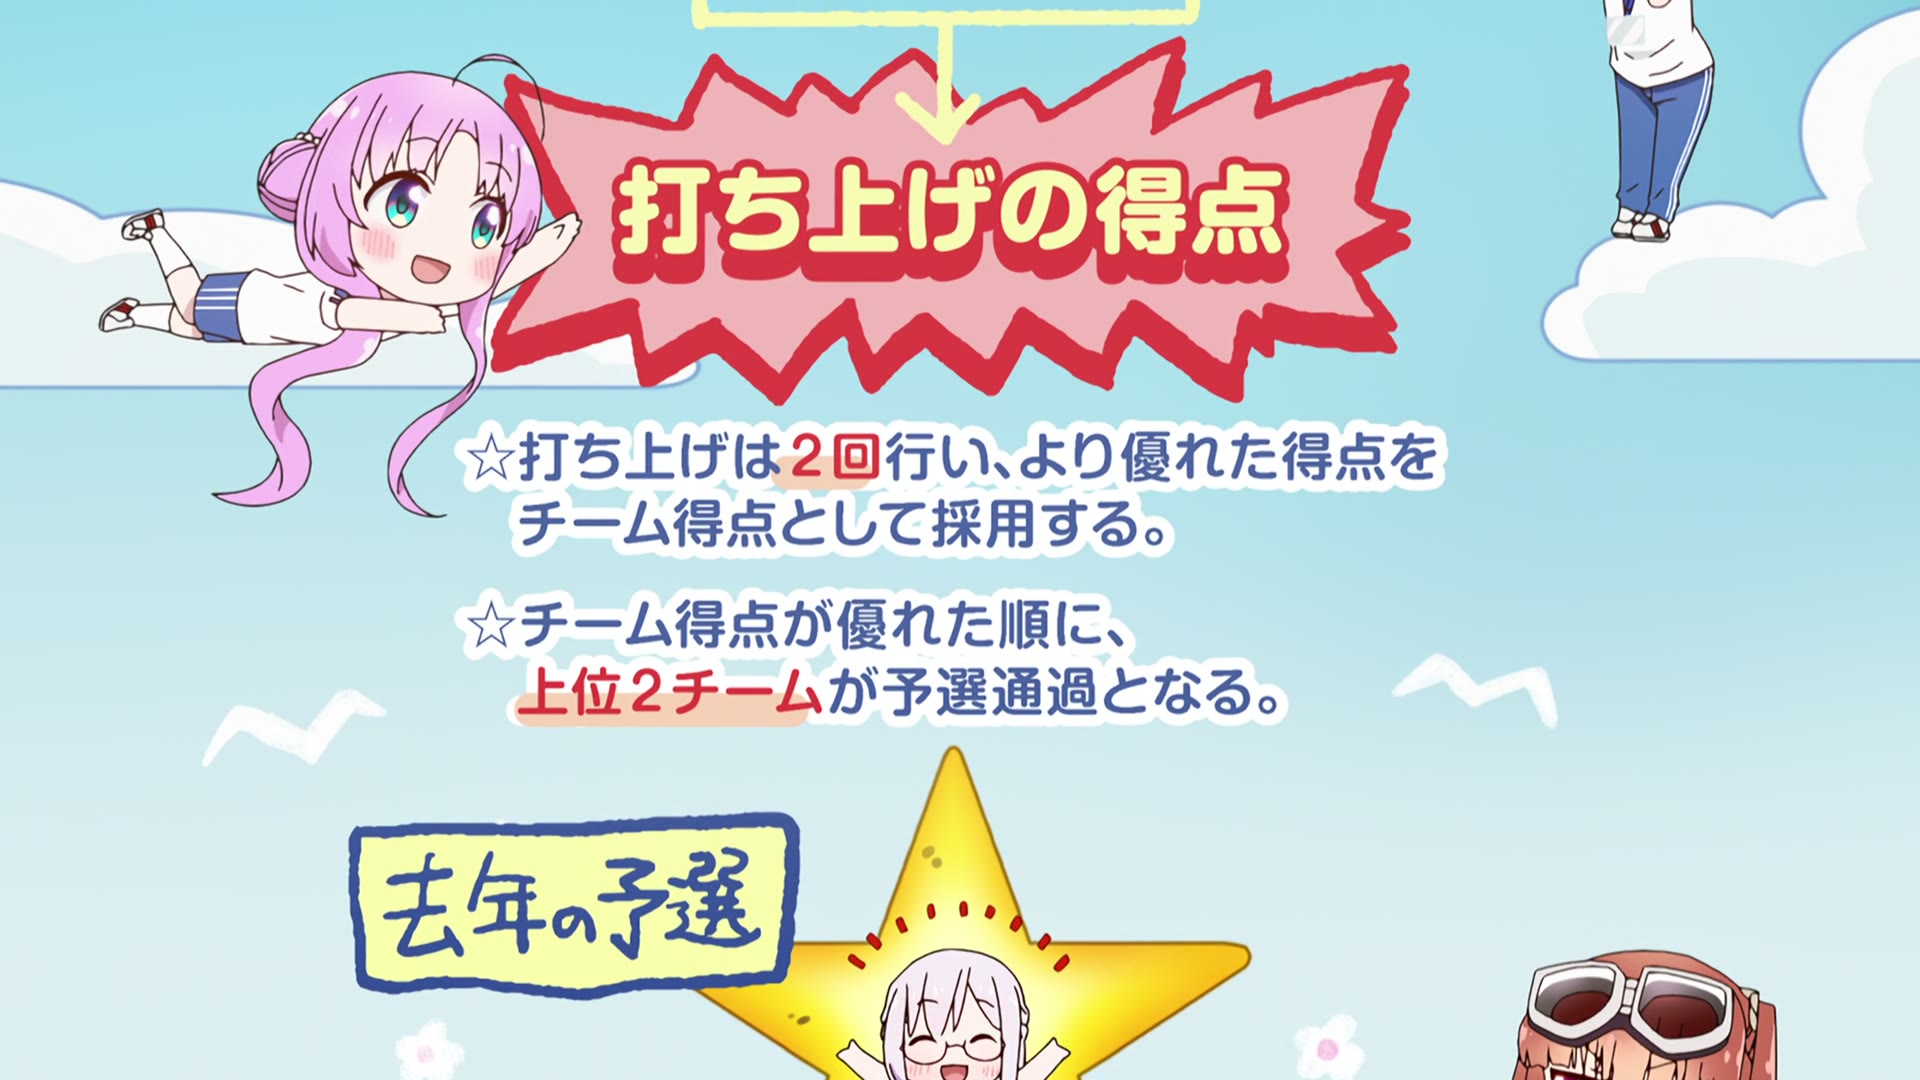 打ち上げの得点
☆打ち上げは2回行い、より優れた得点を
チーム得点として採用する。
☆チーム得点が優れた順に、
上位2チームが予選通過となる。
去年の予選